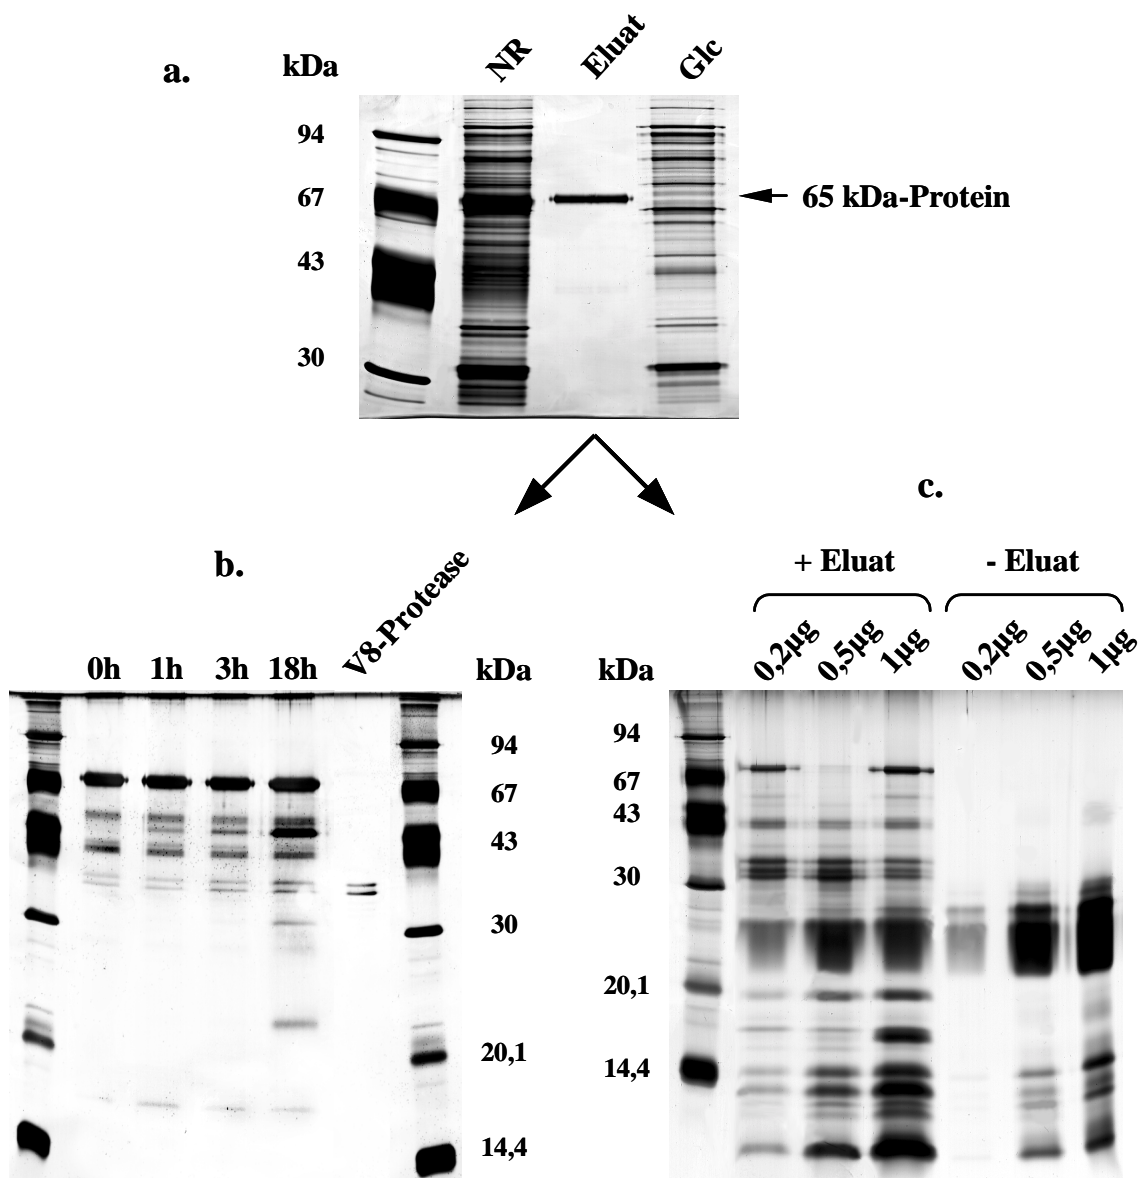 a.
kDa
NR
Eluat
Glc
94
67
43
30
65 kDa-Protein
b.
0h 1h 3h 18h V8-Protease
kDa
94
67
43
30
20,1
14,4
c.
+ Eluat - Eluat
kDa
0,2µg 0,5µg 1µg 0,2µg 0,5µg 1µg
94
67
43
30
20,1
14,4